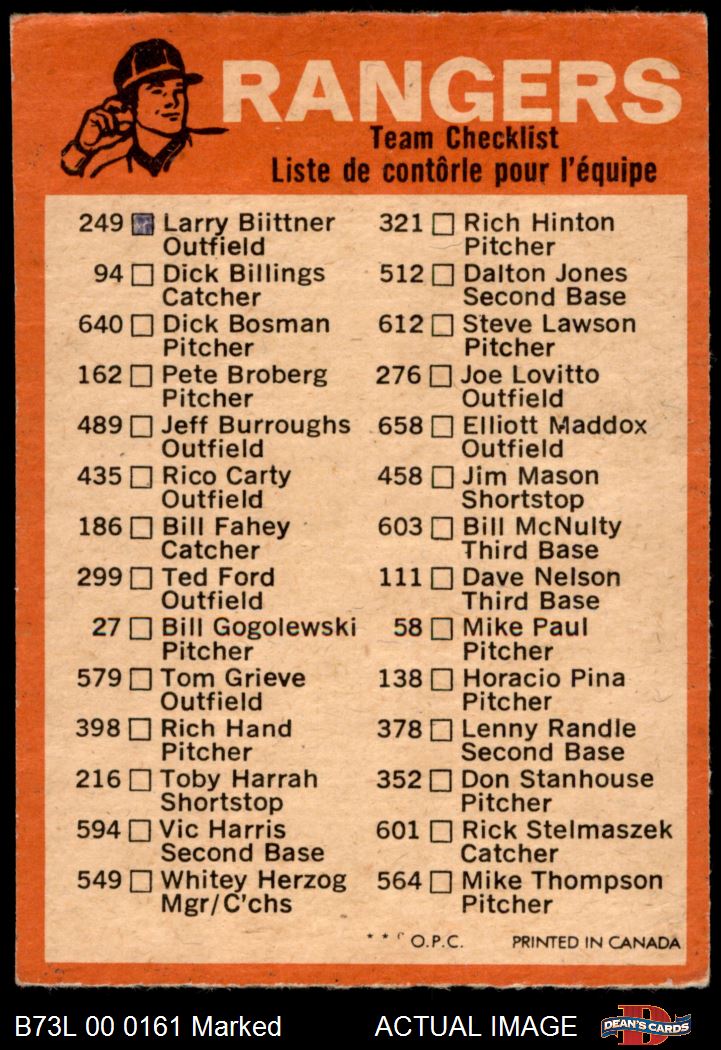 RANGERS
Team Checklist
Liste de contôrle pour l'équipe
249 Larry Biittner
Outfield
94 Dick Billings
Catcher
640 Dick Bosman
Pitcher
162 Pete Broberg
Pitcher
489 Jeff Burroughs
Outfield
435 Rico Carty
Outfield
186 Bill Fahey
Catcher
299 Ted Ford
Outfield
27 Bill Gogolewski
Pitcher
579 Tom Grieve
Outfield
398 Rich Hand
Pitcher
216 Toby Harrah
Shortstop
594 Vic Harris
Second Base
549 Whitey Herzog
Mgr/C'chs
321 Rich Hinton
Pitcher
512 Dalton Jones
Second Base
612 Steve Lawson
Pitcher
276 Joe Lovitto
Outfield
658 Elliott Maddox
Outfield
458 Jim Mason
Shortstop
603 Bill McNulty
Third Base
111 Dave Nelson
Third Base
58 Mike Paul
Pitcher
138 Horacio Pina
Pitcher
378 Lenny Randle
Second Base
352 Don Stanhouse
Pitcher
601 Rick Stelmaszek
Catcher
564 Mike Thompson
Pitcher
* * O.P.C. PRINTED IN CANADA
B73L 00 0161 Marked ACTUAL IMAGE DEAN'S CARDS